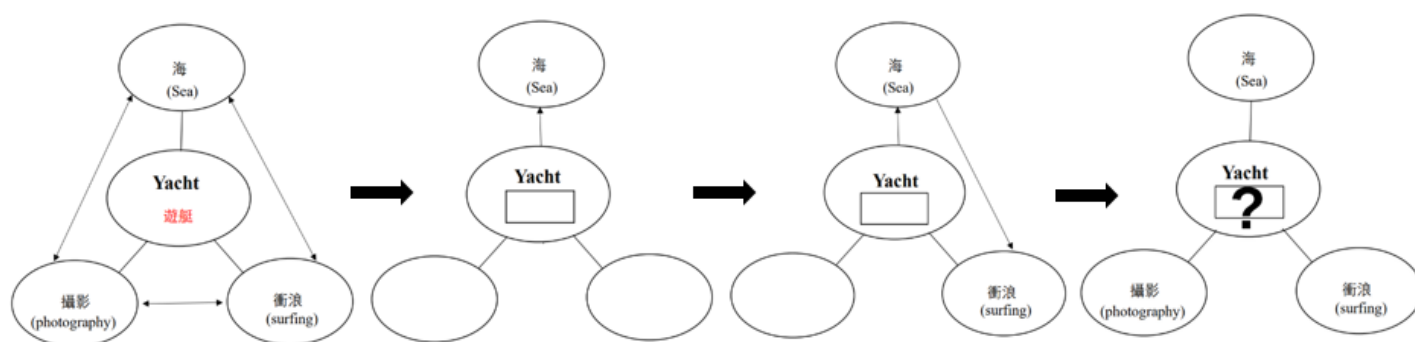 海
(Sea)
Yacht
遊艇
攝影
(photography)
衝浪
(surfing)
海
(Sea)
Yacht
海
(Sea)
Yacht
衝浪
(surfing)
海
(Sea)
Yacht
?
攝影
(photography)
衝浪
(surfing)